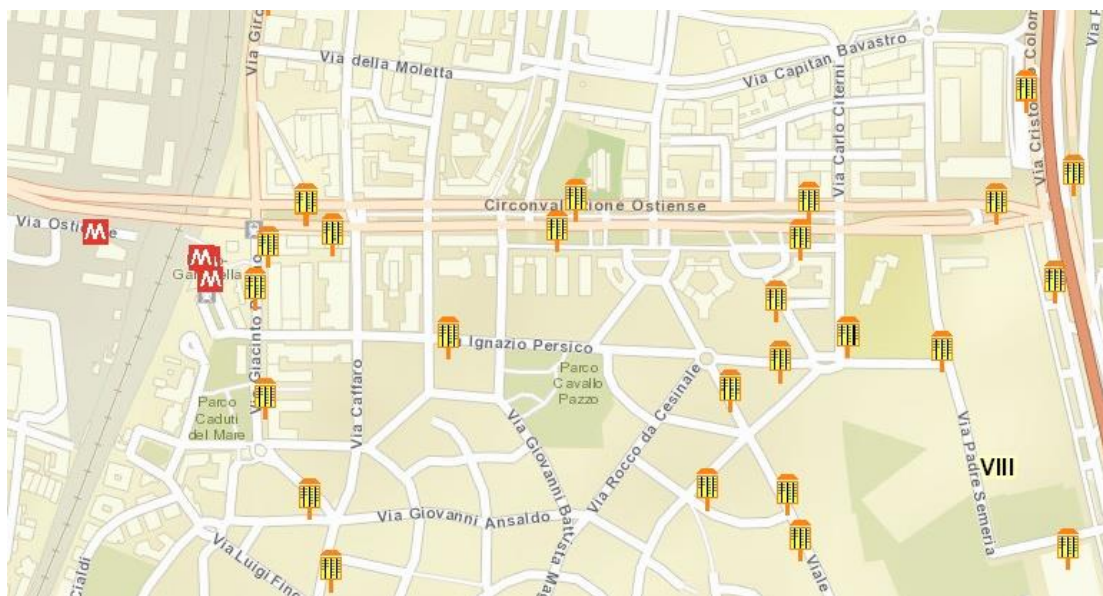 Via della Moletta
Via Capitan Bavastro
Via Carlo Citerni
Circonvallazione Ostiense
Via Ostiense
Via Giacinto
Ignazio Persico
Via Caffaro
Parco
Caduti
del Mare
Parco
Cavallo
Pazzo
Via Rocco da Cesinale
Via Giovanni Battista
Via Giovanni Ansaldo
Via Padre Semeria
VIII
Via Luigi
Cialdi
Viale